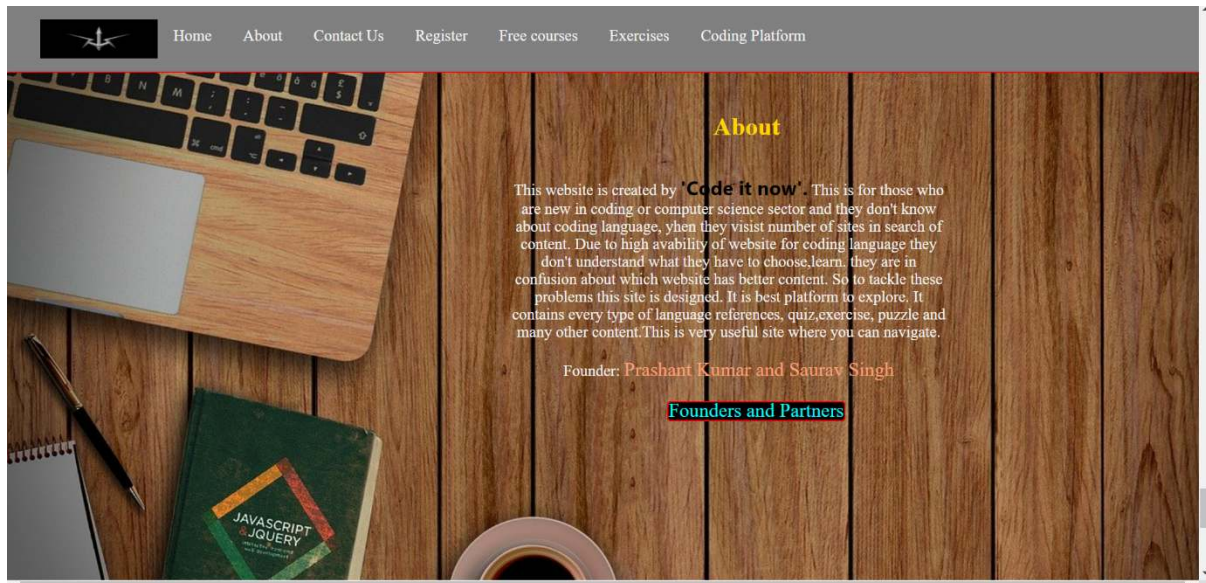 Home About Contact Us Register Free courses Exercises Coding Platform
About
This website is created by 'Code it now'. This is for those who
are new in coding or computer science sector and they don't know
about coding language, yhen they visist number of sites in search of
content. Due to high avability of website for coding language they
don't understand what they have to choose,learn. they are in
confusion about which website has better content. So to tackle these
problems this site is designed. It is best platform to explore. It
contains every type of language references, quiz,exercise, puzzle and
many other content.This is very useful site where you can navigate.
Founder: Prashant Kumar and Saurav Singh
Founders and Partners
B N M
£
$
⌘ cmd
JAVASCRIPT
&JQUERY